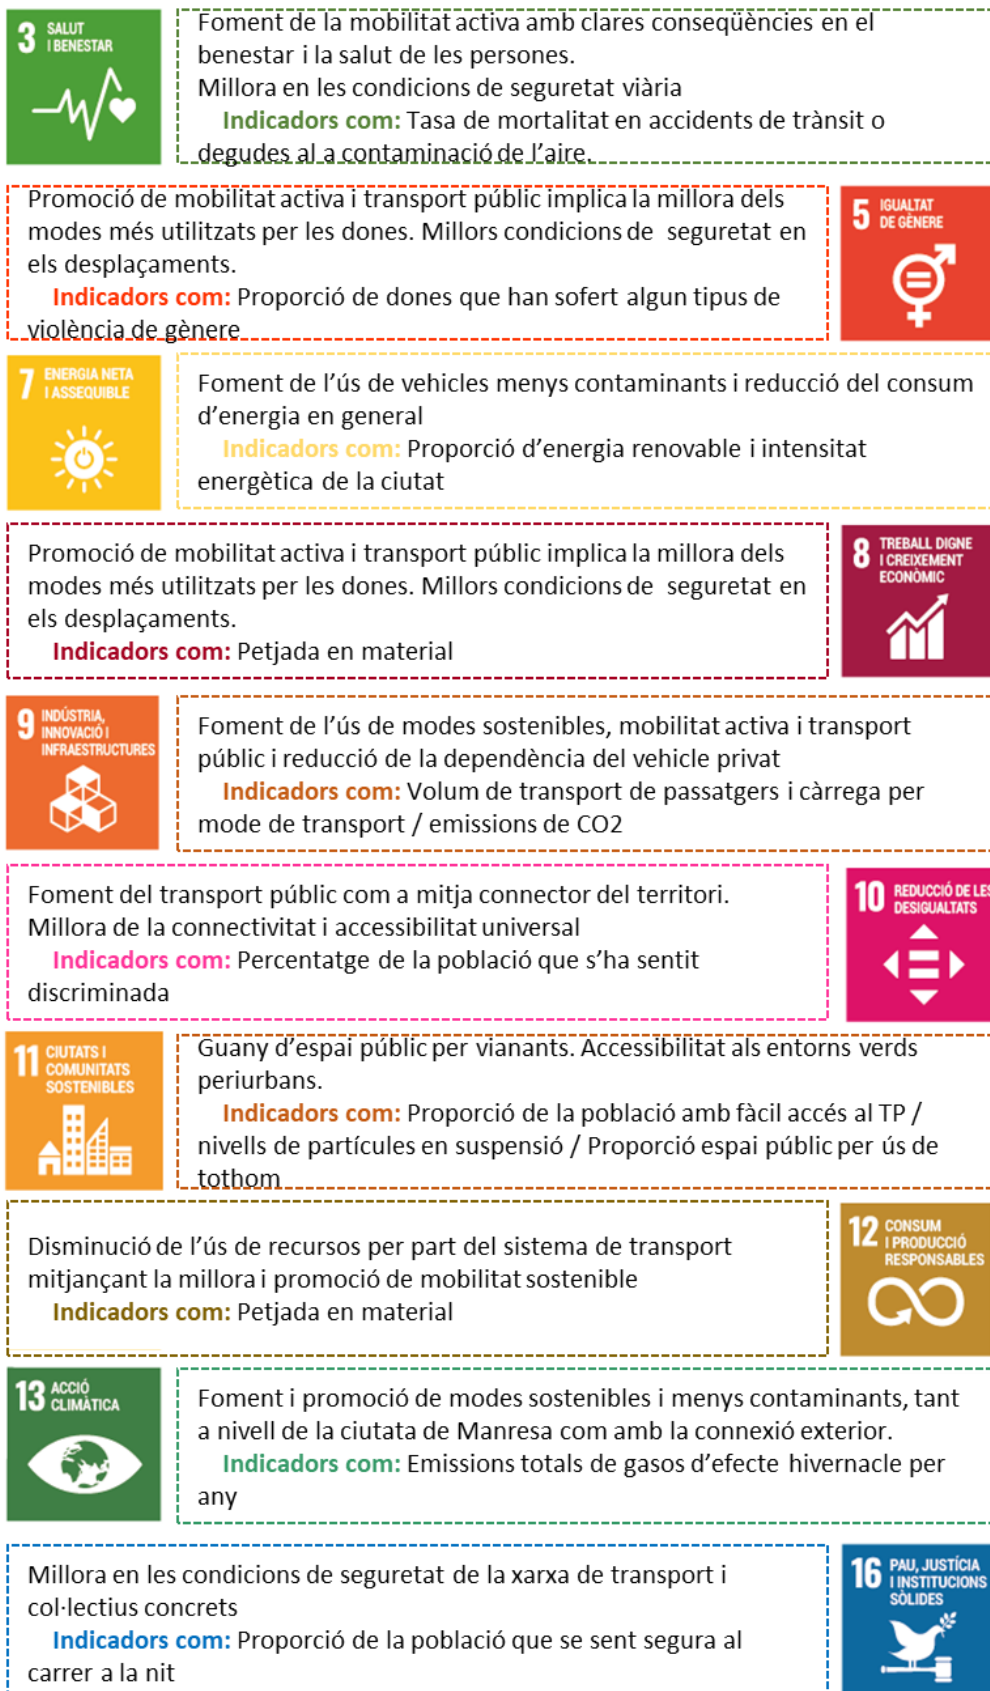 3 SALUT
I BENESTAR
Foment de la mobilitat activa amb clares conseqüències en el
benestar i la salut de les persones.
Millora en les condicions de seguretat viària
Indicadors com: Tasa de mortalitat en accidents de trànsit o
degudes al a contaminació de l’aire.
Promoció de mobilitat activa i transport públic implica la millora dels
modes més utilitzats per les dones. Millors condicions de seguretat en
els desplaçaments.
Indicadors com: Proporció de dones que han sofert algun tipus de
violència de gènere
5 IGUALTAT
DE GÈNERE
7 ENERGIA NETA
I ASSEQUIBLE
Foment de l’ús de vehicles menys contaminants i reducció del consum
d’energia en general
Indicadors com: Proporció d’energia renovable i intensitat
energètica de la ciutat
Promoció de mobilitat activa i transport públic implica la millora dels
modes més utilitzats per les dones. Millors condicions de seguretat en
els desplaçaments.
Indicadors com: Petjada en material
8 TREBALL DIGNE
I CREIXEMENT
ECONÒMIC
9 INDÚSTRIA,
INNOVACIÓ I
INFRAESTRUCTURES
Foment de l’ús de modes sostenibles, mobilitat activa i transport
públic i reducció de la dependència del vehicle privat
Indicadors com: Volum de transport de passatgers i càrrega per
mode de transport / emissions de CO2
Foment del transport públic com a mitja connector del territori.
Millora de la connectivitat i accessibilitat universal
Indicadors com: Percentatge de la població que s’ha sentit
discriminada
10 REDUCCIÓ DE LES
DESIGUALTATS
11 CIUTATS I
COMUNITATS
SOSTENIBLES
Guany d’espai públic per vianants. Accessibilitat als entorns verds
periurbans.
Indicadors com: Proporció de la població amb fàcil accés al TP /
nivells de partícules en suspensió / Proporció espai públic per ús de
tothom
Disminució de l’ús de recursos per part del sistema de transport
mitjançant la millora i promoció de mobilitat sostenible
Indicadors com: Petjada en material
12 CONSUM
I PRODUCCIÓ
RESPONSABLES
13 ACCIÓ
CLIMÀTICA
Foment i promoció de modes sostenibles i menys contaminants, tant
a nivell de la ciutata de Manresa com amb la connexió exterior.
Indicadors com: Emissions totals de gasos d’efecte hivernacle per
any
Millora en les condicions de seguretat de la xarxa de transport i
col·lectius concrets
Indicadors com: Proporció de la població que se sent segura al
carrer a la nit
16 PAU, JUSTÍCIA
I INSTITUCIONS
SÒLIDES